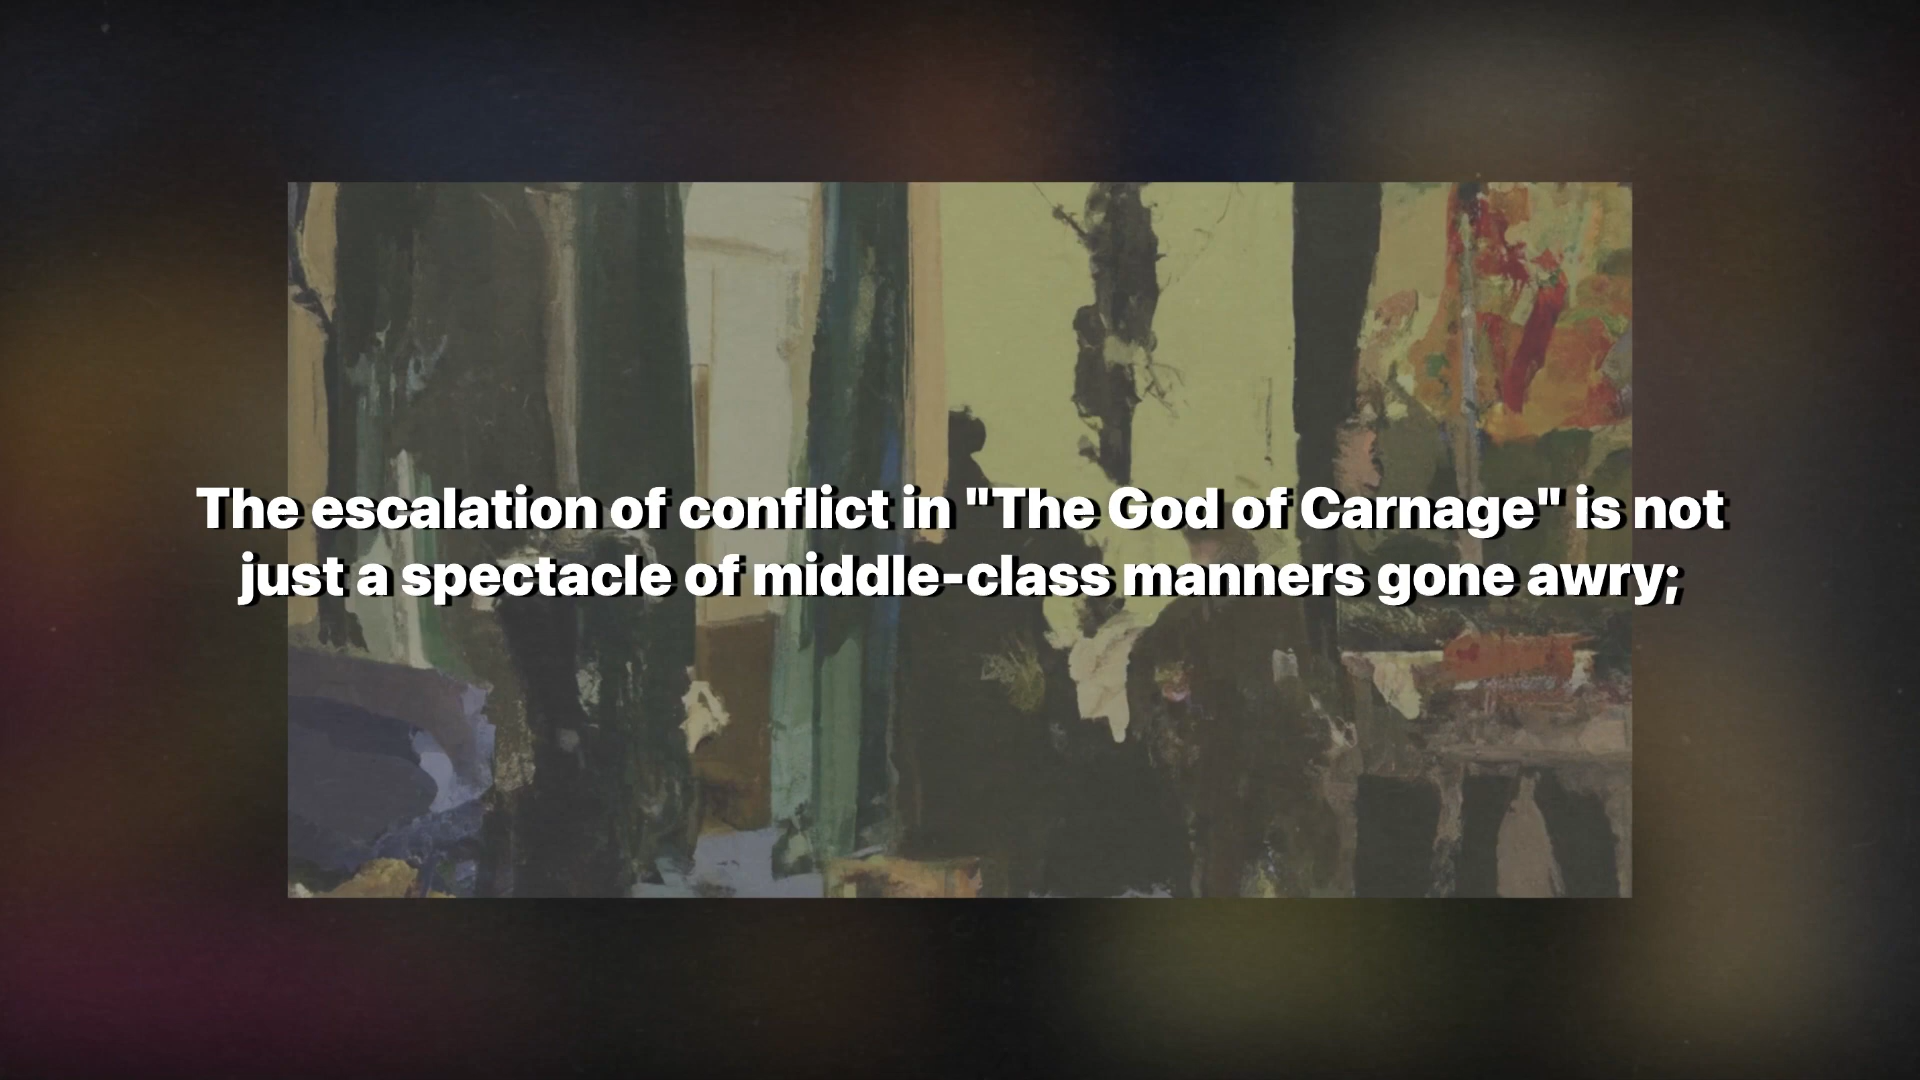 The escalation of conflict in "The God of Carnage" is not
just a spectacle of middle-class manners gone awry;